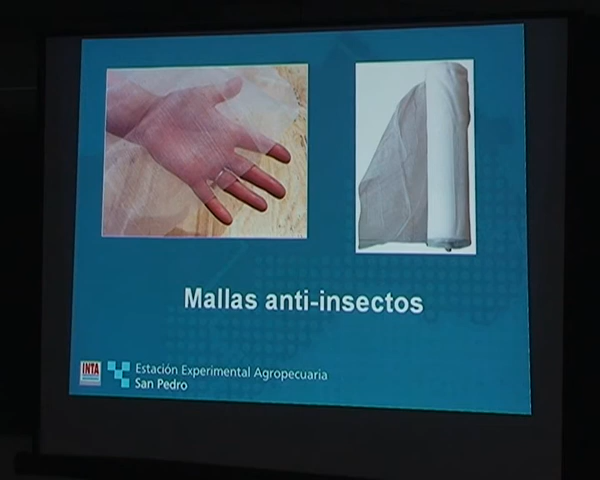 Mallas anti-insectos
INTA
Estación Experimental Agropecuaria
San Pedro